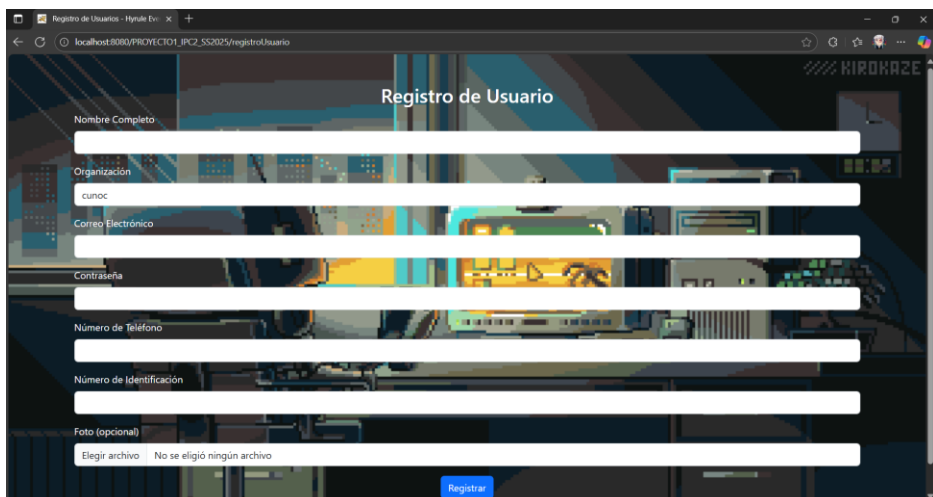 Registro de Usuarios - Hyrule Eve
localhost:8080/PROYECTO1_IPC2_SS2025/registroUsuario
KIROKAZE
Registro de Usuario
Nombre Completo
Organización
cunoc
Correo Electrónico
Contraseña
Número de Teléfono
Número de Identificación
Foto (opcional)
Elegir archivo No se eligió ningún archivo
Registrar